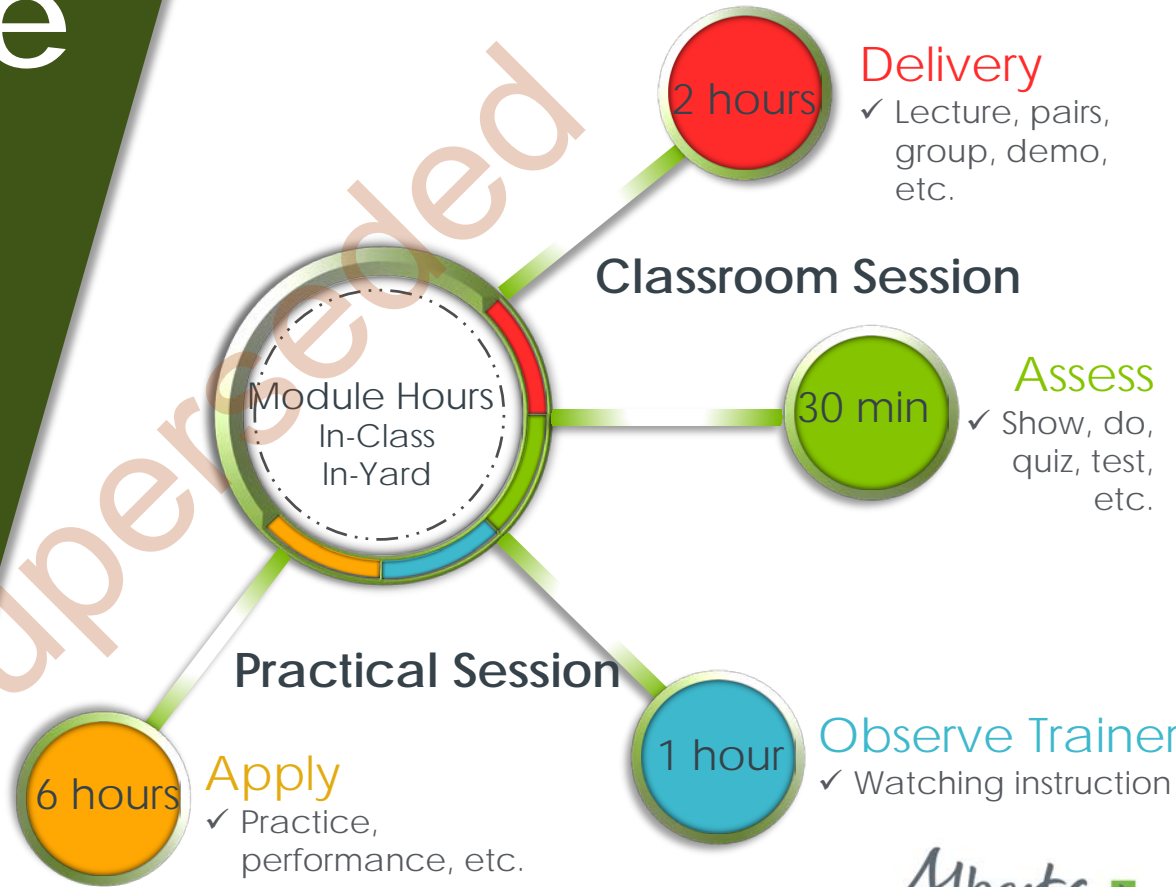 e
2 hours
Delivery
✓ Lecture, pairs,
group, demo,
etc.
Classroom Session
Module Hours
In-Class
In-Yard
30 min
Assess
✓ Show, do,
quiz, test,
etc.
Practical Session
1 hour
Observe Trainer
✓ Watching instruction
6 hours
Apply
✓ Practice,
performance, etc.
uperseded
Alberta